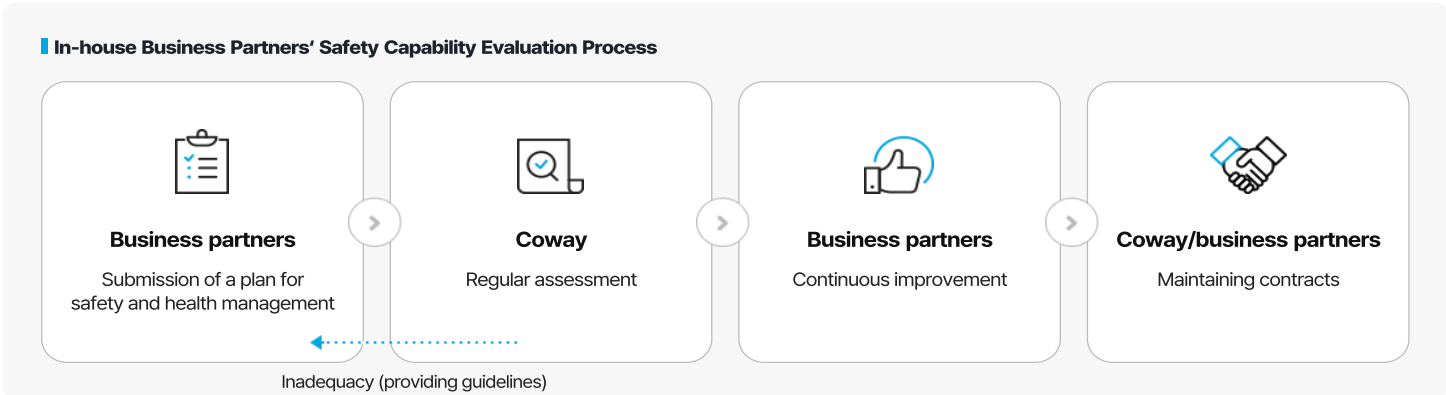 In-house Business Partners‘ Safety Capability Evaluation Process
Business partners
Submission of a plan for
safety and health management
Coway
Regular assessment
Business partners
Continuous improvement
Coway/business partners
Maintaining contracts
Inadequacy (providing guidelines)